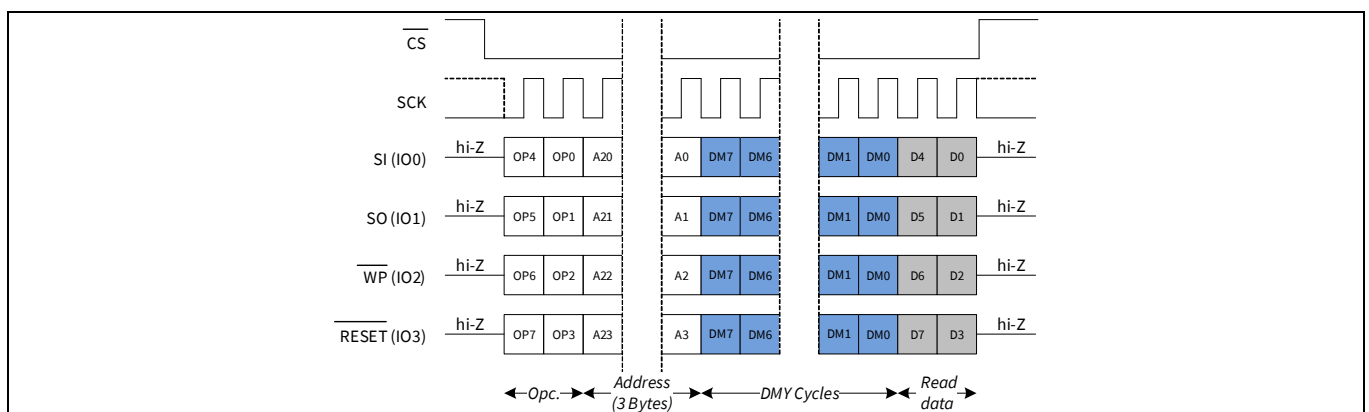 CS
SCK
SI (IO0) hi-Z OP4 OP0 A20 A0 DM7 DM6 DM1 DM0 D4 D0 hi-Z
SO (IO1) hi-Z OP5 OP1 A21 A1 DM7 DM6 DM1 DM0 D5 D1 hi-Z
WP (IO2) hi-Z OP6 OP2 A22 A2 DM7 DM6 DM1 DM0 D6 D2 hi-Z
RESET (IO3) hi-Z OP7 OP3 A23 A3 DM7 DM6 DM1 DM0 D7 D3 hi-Z
Opc. Address (3 Bytes) DMY Cycles Read data